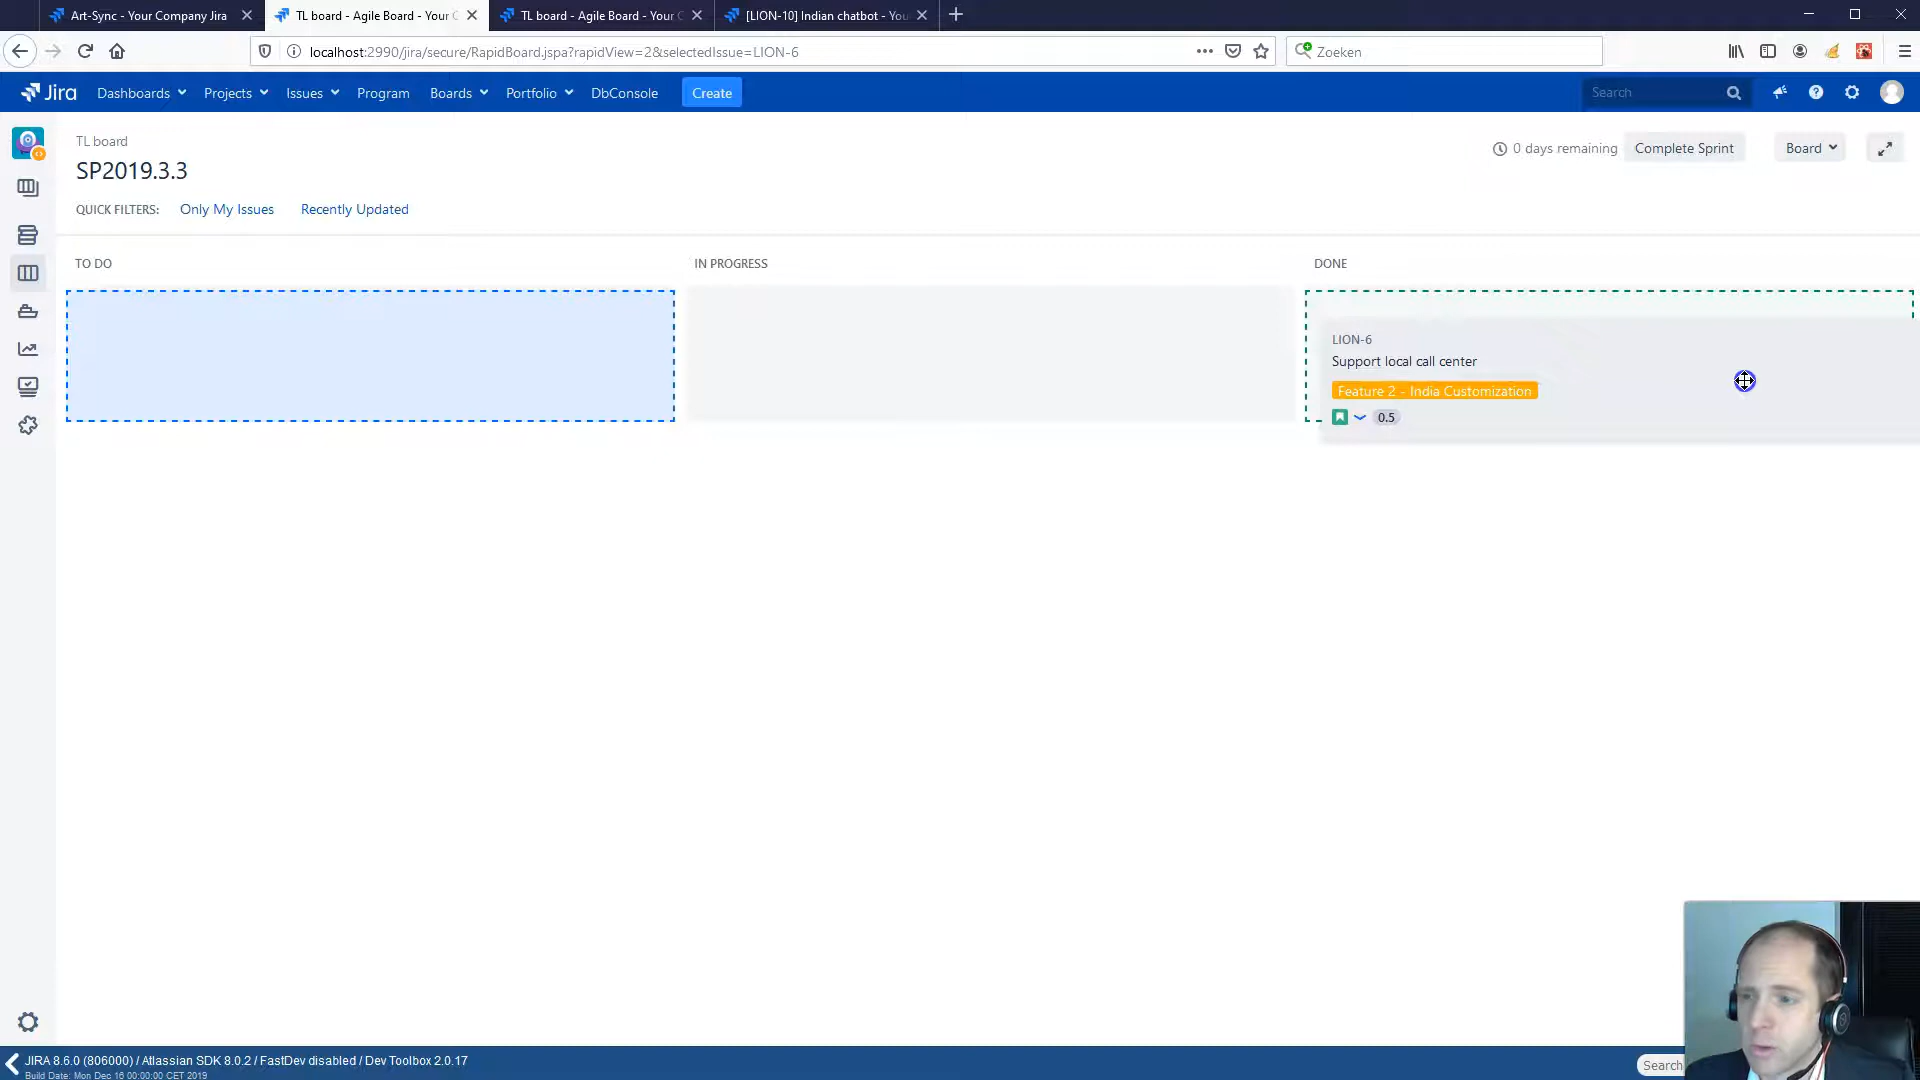 Art-Sync - Your Company Jira
TL board - Agile Board - Your C
TL board - Agile Board - Your C
[LION-10] Indian chatbot - You
localhost:2990/jira/secure/RapidBoard.jspa?rapidView=2&selectedIssue=LION-6
Zoeken
Jira
Dashboards
Projects
Issues
Program
Boards
Portfolio
DbConsole
Create
Search
TL board
SP2019.3.3
0 days remaining
Complete Sprint
Board
QUICK FILTERS:
Only My Issues
Recently Updated
TO DO
IN PROGRESS
DONE
LION-6
Support local call center
Feature 2 - India Customization
0.5
JIRA 8.6.0 (806000) / Atlassian SDK 8.0.2 / FastDev disabled / Dev Toolbox 2.0.17
Build Date: Mon Dec 16 00:00:00 CET 2019
Search